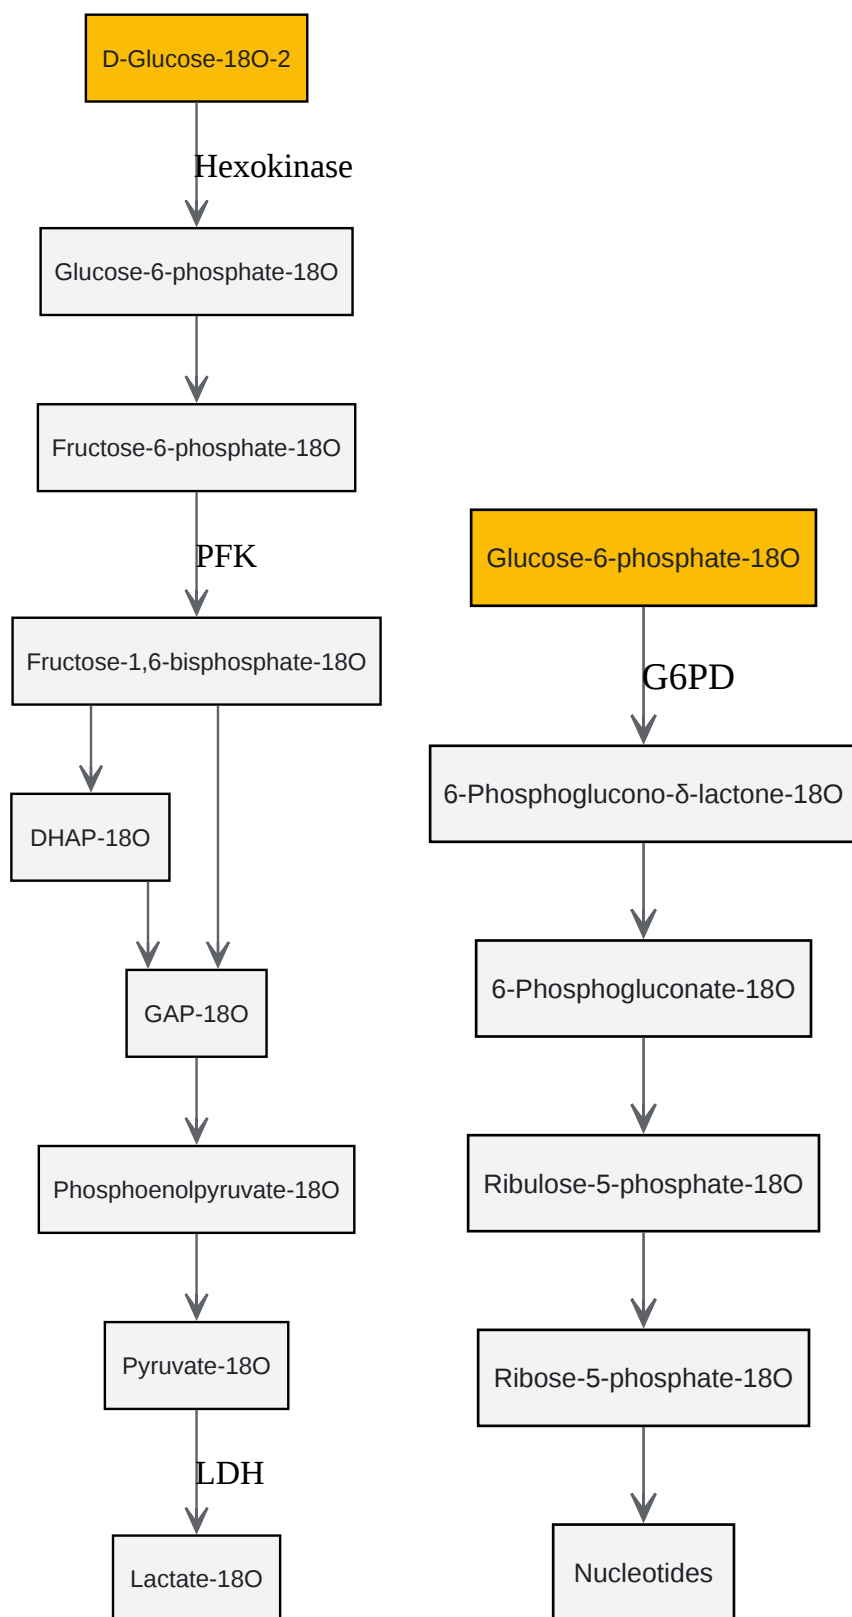 D-Glucose-18O-2
Hexokinase
Glucose-6-phosphate-18O
Fructose-6-phosphate-18O
PFK
Fructose-1,6-bisphosphate-18O
DHAP-18O
GAP-18O
Phosphoenolpyruvate-18O
Pyruvate-18O
LDH
Lactate-18O
Glucose-6-phosphate-18O
G6PD
6-Phosphoglucono-δ-lactone-18O
6-Phosphogluconate-18O
Ribulose-5-phosphate-18O
Ribose-5-phosphate-18O
Nucleotides